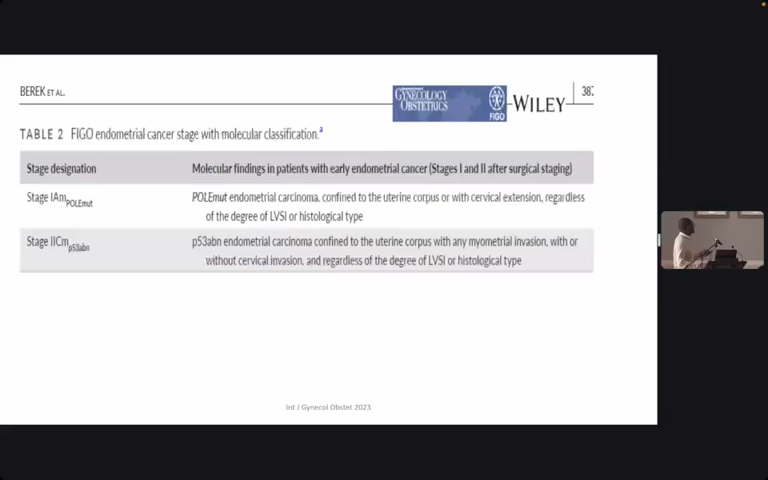 BEREK ET AL.
GYNECOLOGY
OBSTETRICS
FIGO
WILEY
387
TABLE 2 FIGO endometrial cancer stage with molecular classification.a
Stage designation
Molecular findings in patients with early endometrial cancer (Stages I and II after surgical staging)
Stage IAmPOLEmut
POLEmut endometrial carcinoma, confined to the uterine corpus or with cervical extension, regardless
of the degree of LVSI or histological type
Stage IICmp53abn
p53abn endometrial carcinoma confined to the uterine corpus with any myometrial invasion, with or
without cervical invasion, and regardless of the degree of LVSI or histological type
Int J Gynecol Obstet 2023